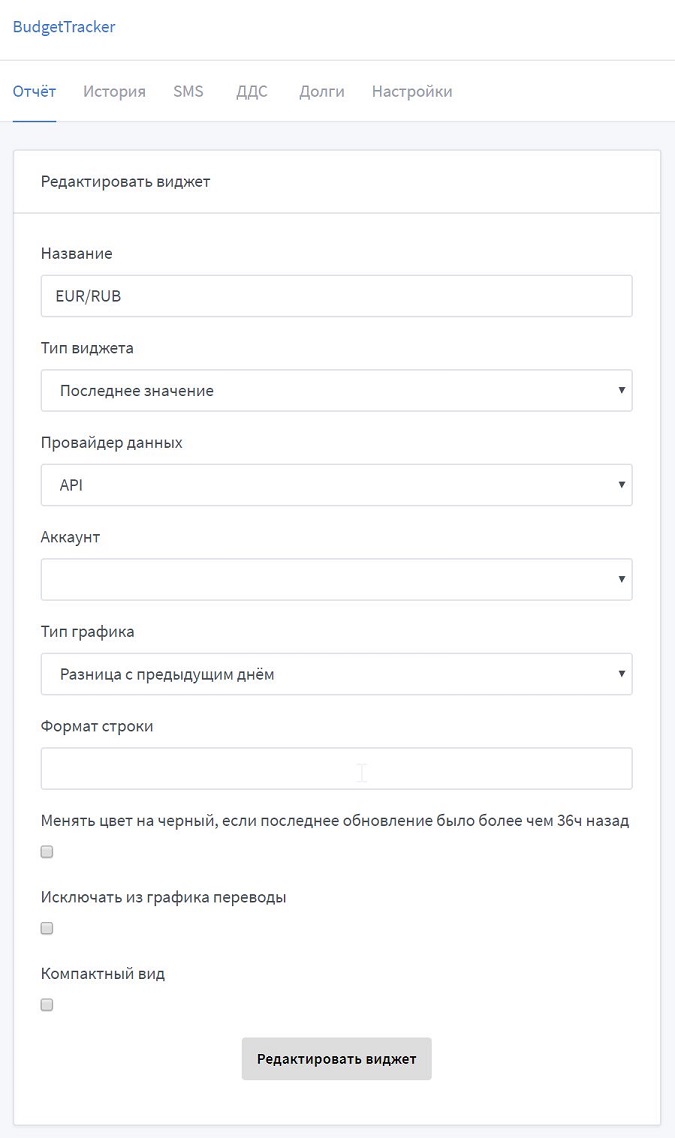 BudgetTracker
Отчёт История SMS ДДС Долги Настройки
Редактировать виджет
Название
EUR/RUB
Тип виджета
Последнее значение
Провайдер данных
API
Аккаунт
Тип графика
Разница с предыдущим днём
Формат строки
Менять цвет на черный, если последнее обновление было более чем 36ч назад
Исключать из графика переводы
Компактный вид
Редактировать виджет